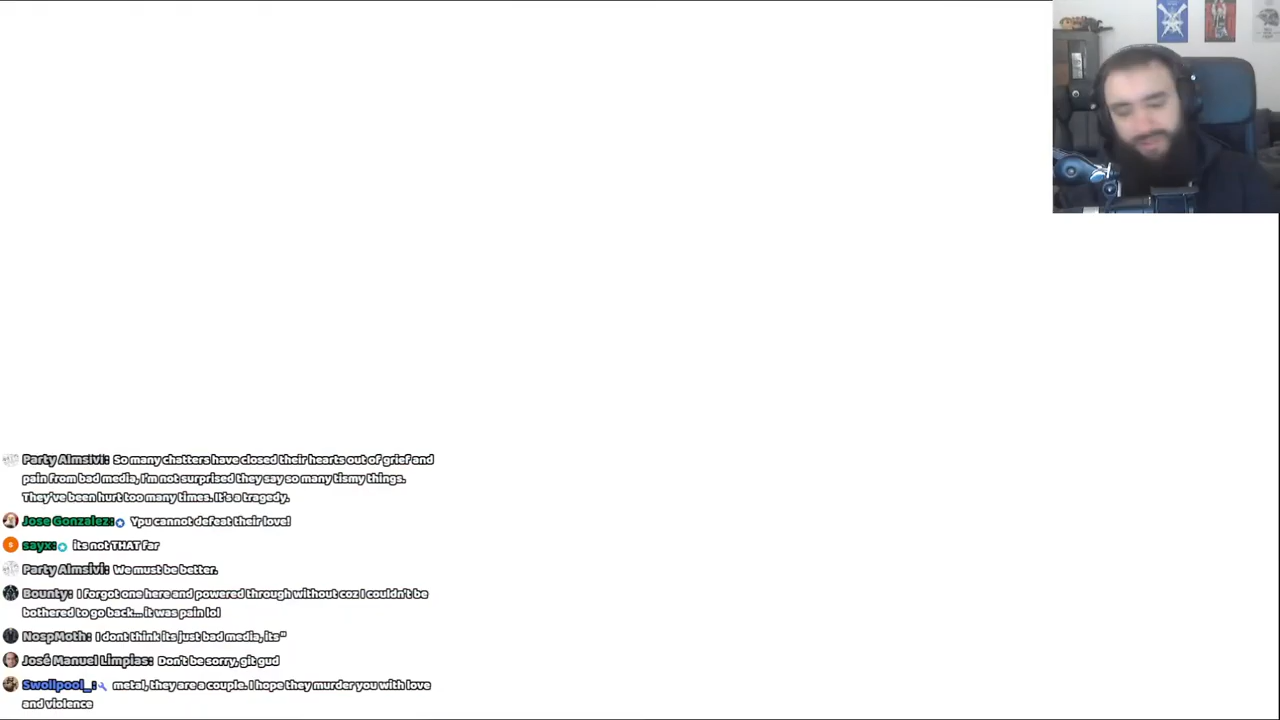 Party Almsivi: So many chatters have closed their hearts out of grief and
pain from bad media, I'm not surprised they say so many tismy things.
They've been hurt too many times. It's a tragedy.
Jose Gonzalez: Ypu cannot defeat their love!
sayx: its not THAT far
Party Almsivi: We must be better.
Bounty: I forgot one here and powered through without coz I couldn't be
bothered to go back... it was pain lol
NospMoth: I dont think its just bad media, its"
José Manuel Limpias: Don't be sorry, git gud
Swollpool_: metal, they are a couple. I hope they murder you with love
and violence